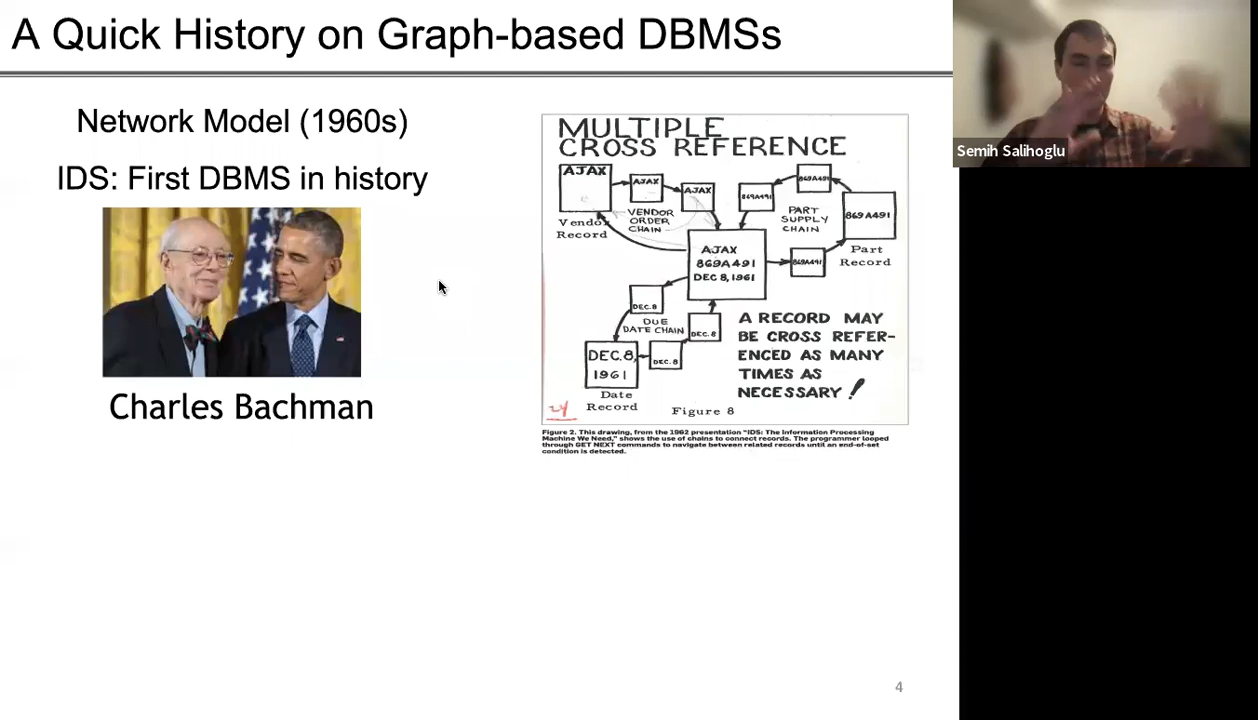 A Quick History on Graph-based DBMSs
Network Model (1960s)
IDS: First DBMS in history
Charles Bachman
MULTIPLE
CROSS REFERENCE
AJAX
AJAX
AJAX
Vendor
Record
VENDOR
ORDER
CHAIN
869A491
869A491
869A491
PART
SUPPLY
CHAIN
Part
Record
AJAX
869A491
DEC 8, 1961
869A491
DEC. 8
DUE
DATE CHAIN
DEC. 8
DEC. 8
DEC. 8,
1961
Date
Record
A RECORD MAY
BE CROSS REFER-
ENCED AS MANY
TIMES AS
NECESSARY!
24
Figure 8
Figure 2. This drawing, from the 1962 presentation "IDS: The Information Processing
Machine We Need," shows the use of chains to connect records. The programmer looped
through GET NEXT commands to navigate between related records until an end-of-set
condition is detected.
4
Semih Salihoglu